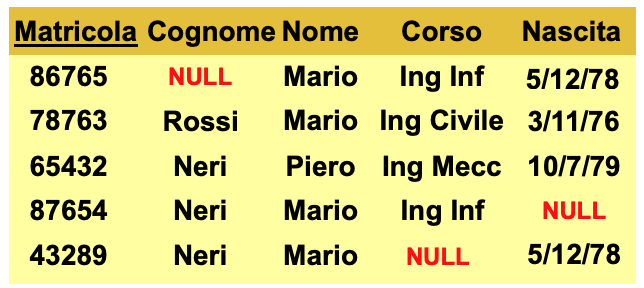 Matricola Cognome Nome Corso Nascita
86765 NULL Mario Ing Inf 5/12/78
78763 Rossi Mario Ing Civile 3/11/76
65432 Neri Piero Ing Mecc 10/7/79
87654 Neri Mario Ing Inf NULL
43289 Neri Mario NULL 5/12/78